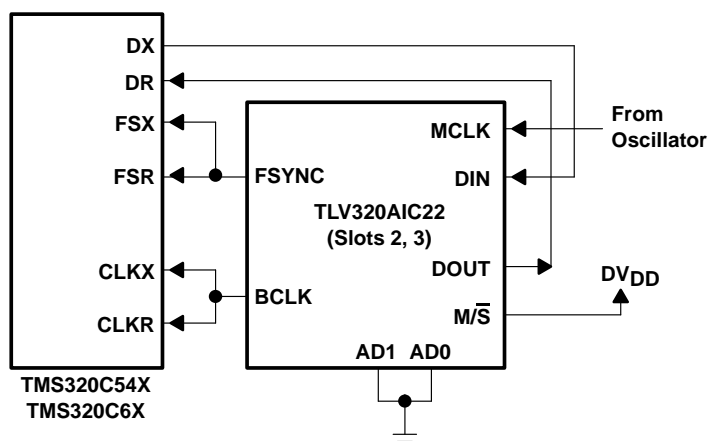 DX
DR
FSX
FSR
CLKX
CLKR
TMS320C54X
TMS320C6X
FSYNC
BCLK
MCLK
DIN
TLV320AIC22
(Slots 2, 3)
DOUT
M/S̅
AD1 AD0
From
Oscillator
DVDD